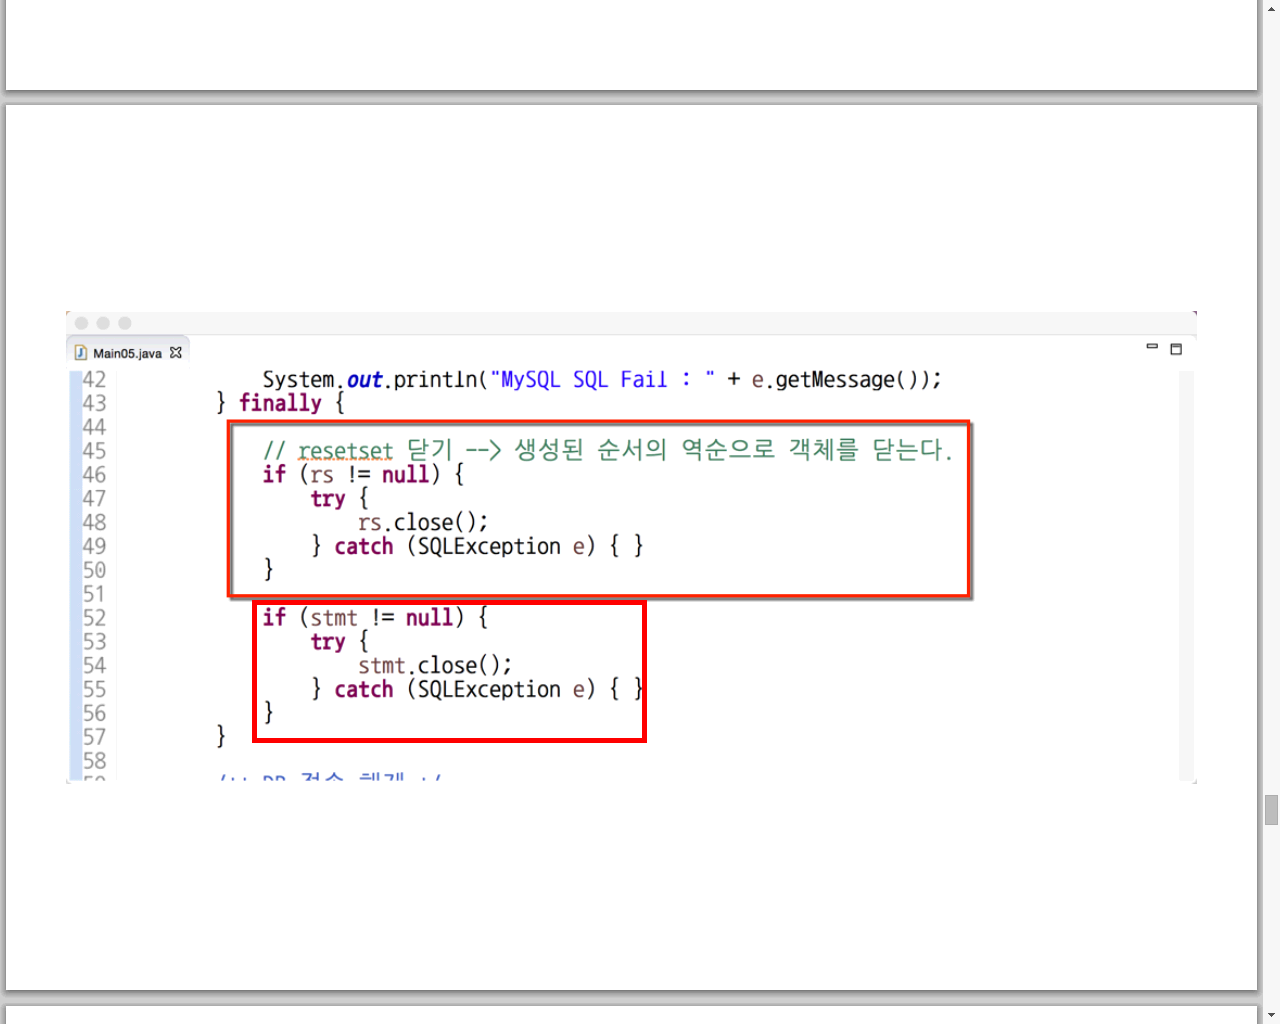 Main05.java
42 System.out.println("MySQL SQL Fail : " + e.getMessage());
43 } finally {
44
45 // resetset 닫기 --> 생성된 순서의 역순으로 객체를 닫는다.
46 if (rs != null) {
47 try {
48 rs.close();
49 } catch (SQLException e) { }
50 }
51
52 if (stmt != null) {
53 try {
54 stmt.close();
55 } catch (SQLException e) { }
56 }
57 }
58